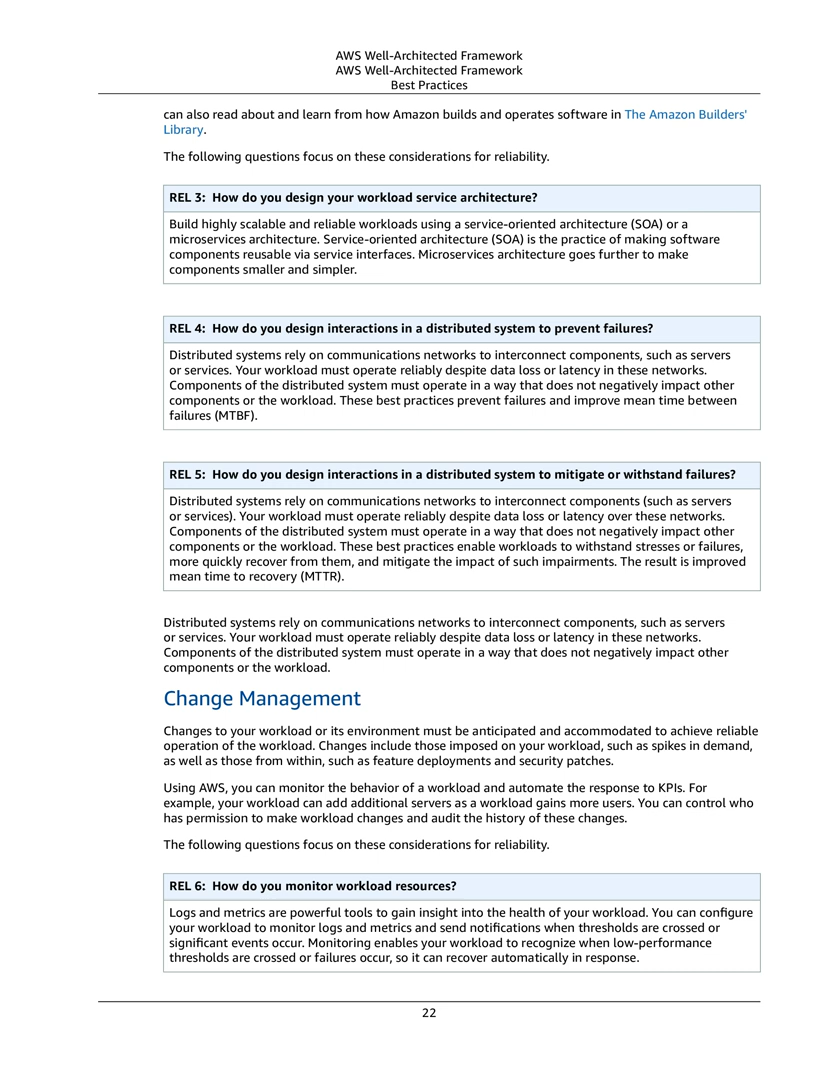 AWS Well-Architected Framework
AWS Well-Architected Framework
Best Practices
can also read about and learn from how Amazon builds and operates software in The Amazon Builders'
Library.
The following questions focus on these considerations for reliability.
REL 3:  How do you design your workload service architecture?
Build highly scalable and reliable workloads using a service-oriented architecture (SOA) or a
microservices architecture. Service-oriented architecture (SOA) is the practice of making software
components reusable via service interfaces. Microservices architecture goes further to make
components smaller and simpler.
REL 4:  How do you design interactions in a distributed system to prevent failures?
Distributed systems rely on communications networks to interconnect components, such as servers
or services. Your workload must operate reliably despite data loss or latency in these networks.
Components of the distributed system must operate in a way that does not negatively impact other
components or the workload. These best practices prevent failures and improve mean time between
failures (MTBF).
REL 5:  How do you design interactions in a distributed system to mitigate or withstand failures?
Distributed systems rely on communications networks to interconnect components (such as servers
or services). Your workload must operate reliably despite data loss or latency over these networks.
Components of the distributed system must operate in a way that does not negatively impact other
components or the workload. These best practices enable workloads to withstand stresses or failures,
more quickly recover from them, and mitigate the impact of such impairments. The result is improved
mean time to recovery (MTTR).
Distributed systems rely on communications networks to interconnect components, such as servers
or services. Your workload must operate reliably despite data loss or latency in these networks.
Components of the distributed system must operate in a way that does not negatively impact other
components or the workload.
Change Management
Changes to your workload or its environment must be anticipated and accommodated to achieve reliable
operation of the workload. Changes include those imposed on your workload, such as spikes in demand,
as well as those from within, such as feature deployments and security patches.
Using AWS, you can monitor the behavior of a workload and automate the response to KPIs. For
example, your workload can add additional servers as a workload gains more users. You can control who
has permission to make workload changes and audit the history of these changes.
The following questions focus on these considerations for reliability.
REL 6:  How do you monitor workload resources?
Logs and metrics are powerful tools to gain insight into the health of your workload. You can configure
your workload to monitor logs and metrics and send notifications when thresholds are crossed or
significant events occur. Monitoring enables your workload to recognize when low-performance
thresholds are crossed or failures occur, so it can recover automatically in response.
22